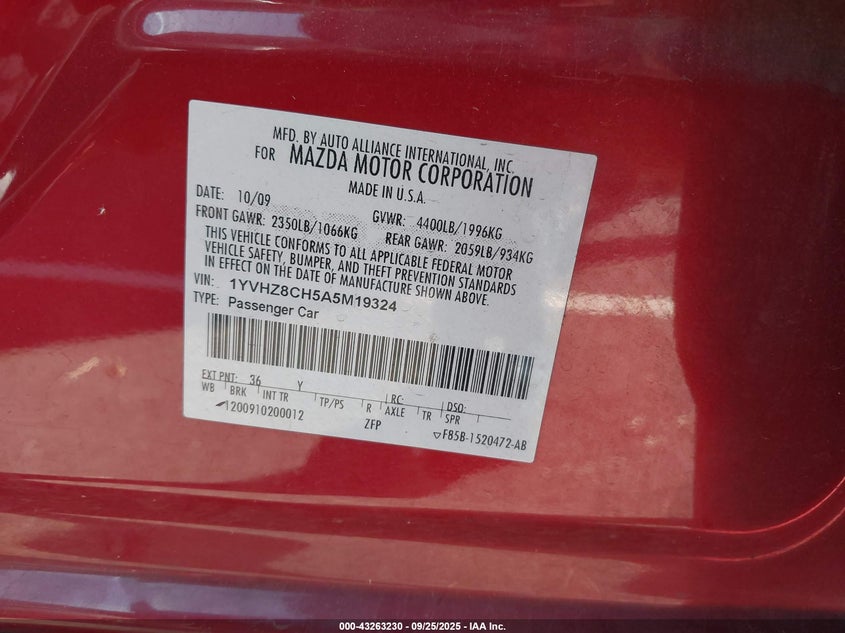 MFD. BY AUTO ALLIANCE INTERNATIONAL, INC.
FOR MAZDA MOTOR CORPORATION
MADE IN U.S.A.
DATE: 10/09 GVWR: 4400LB/1996KG
FRONT GAWR: 2350LB/1066KG REAR GAWR: 2059LB/934KG
THIS VEHICLE CONFORMS TO ALL APPLICABLE FEDERAL MOTOR
VEHICLE SAFETY, BUMPER, AND THEFT PREVENTION STANDARDS
IN EFFECT ON THE DATE OF MANUFACTURE SHOWN ABOVE.
VIN: 1YVHZ8CH5A5M19324
TYPE: Passenger Car
EXT PNT: 36 Y RC: DSO:
WB BRK INT TR TP/PS R AXLE TR SPR
1200910200012 ZFP
F85B-1520472-AB
000-43263230 - 09/25/2025 - IAA Inc.